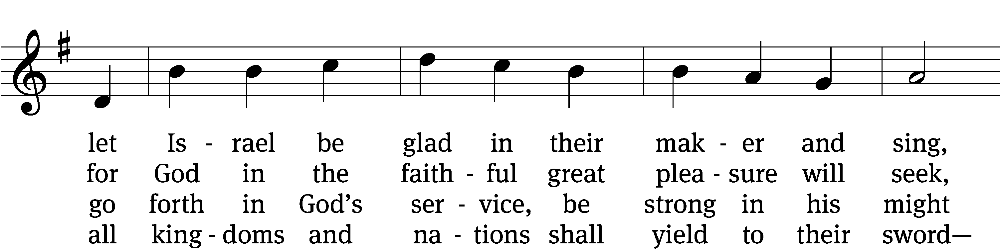 let Is - rael be glad in their mak - er and sing,
for God in the faith - ful great plea - sure will seek,
go forth in God’s ser - vice, be strong in his might
all king - doms and na - tions shall yield to their sword—